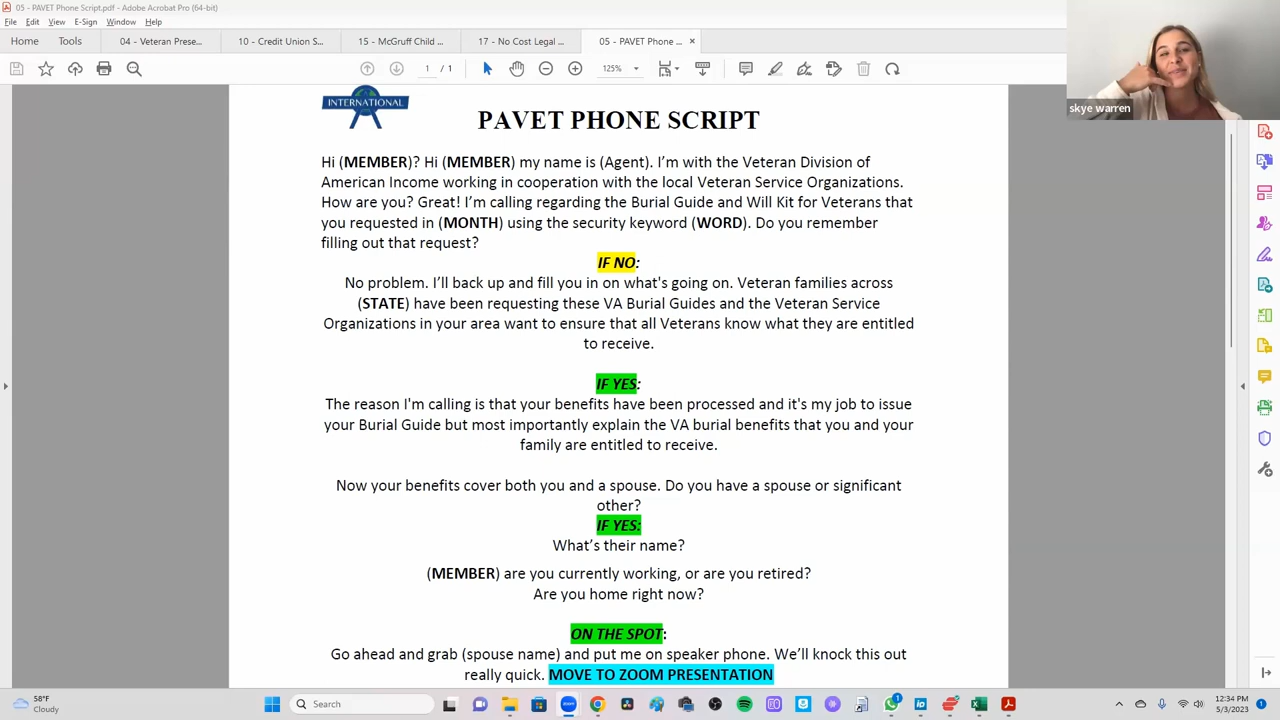 05 - PAVET Phone Script.pdf - Adobe Acrobat Pro (64-bit)
File Edit View E-Sign Window Help
Home Tools 04 - Veteran Prese... 10 - Credit Union S... 15 - McGruff Child ... 17 - No Cost Legal ... 05 - PAVET Phone ... ×
1 / 1 125%
skye warren
INTERNATIONAL
PAVET PHONE SCRIPT
Hi (MEMBER)? Hi (MEMBER) my name is (Agent). I’m with the Veteran Division of
American Income working in cooperation with the local Veteran Service Organizations.
How are you? Great! I’m calling regarding the Burial Guide and Will Kit for Veterans that
you requested in (MONTH) using the security keyword (WORD). Do you remember
filling out that request?
IF NO:
No problem. I’ll back up and fill you in on what's going on. Veteran families across
(STATE) have been requesting these VA Burial Guides and the Veteran Service
Organizations in your area want to ensure that all Veterans know what they are entitled
to receive.
IF YES:
The reason I'm calling is that your benefits have been processed and it's my job to issue
your Burial Guide but most importantly explain the VA burial benefits that you and your
family are entitled to receive.
Now your benefits cover both you and a spouse. Do you have a spouse or significant
other?
IF YES:
What’s their name?
(MEMBER) are you currently working, or are you retired?
Are you home right now?
ON THE SPOT:
Go ahead and grab (spouse name) and put me on speaker phone. We’ll knock this out
really quick. MOVE TO ZOOM PRESENTATION
58°F
Cloudy
Search
12:34 PM
5/3/2023